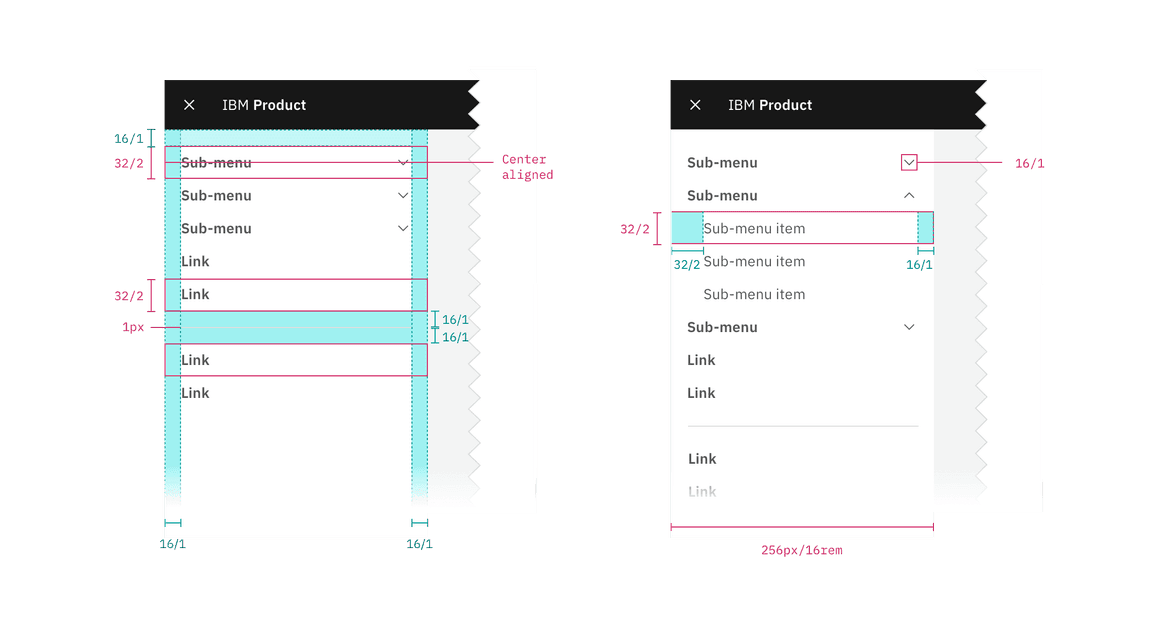 IBM Product
16/1
32/2
Sub-menu
Center
aligned
Sub-menu
Sub-menu
Link
32/2
Link
1px
16/1
16/1
Link
Link
16/1
16/1
IBM Product
Sub-menu
16/1
Sub-menu
32/2
Sub-menu item
32/2
Sub-menu item
16/1
Sub-menu item
Sub-menu
Link
Link
Link
Link
256px/16rem